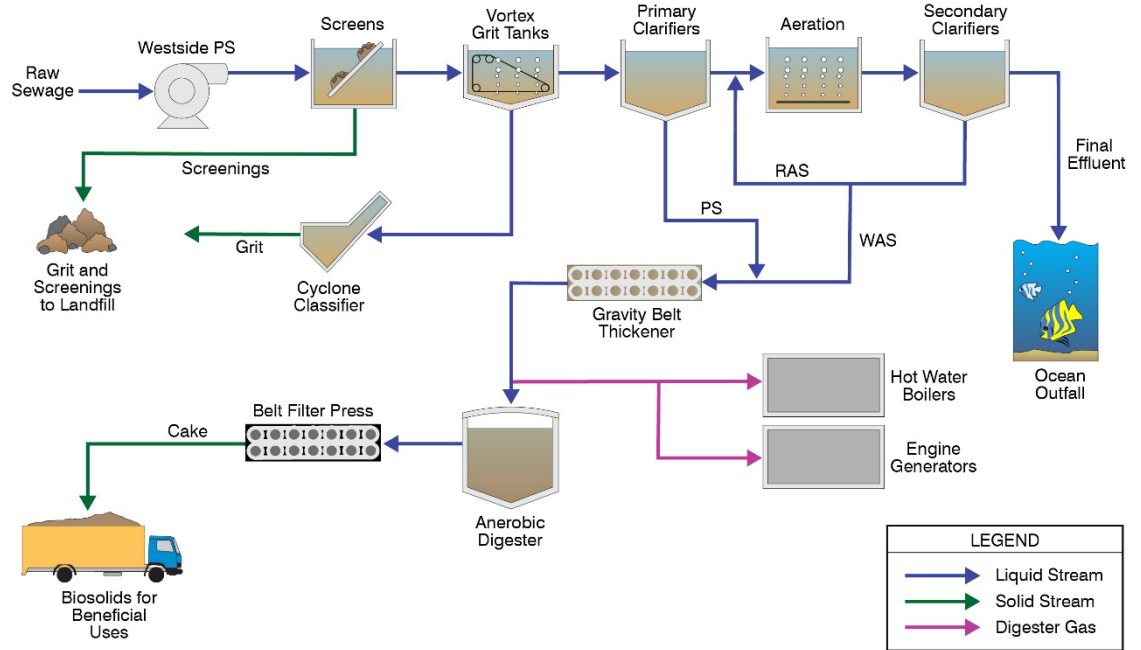 Raw
Sewage
Westside PS
Screens
Vortex
Grit Tanks
Primary
Clarifiers
Aeration
Secondary
Clarifiers
Screenings
RAS
Final
Effluent
PS
WAS
Grit
Grit and
Screenings
to Landfill
Cyclone
Classifier
Gravity Belt
Thickener
Ocean
Outfall
Hot Water
Boilers
Engine
Generators
Belt Filter Press
Cake
Anerobic
Digester
Biosolids for
Beneficial
Uses
LEGEND
Liquid Stream
Solid Stream
Digester Gas